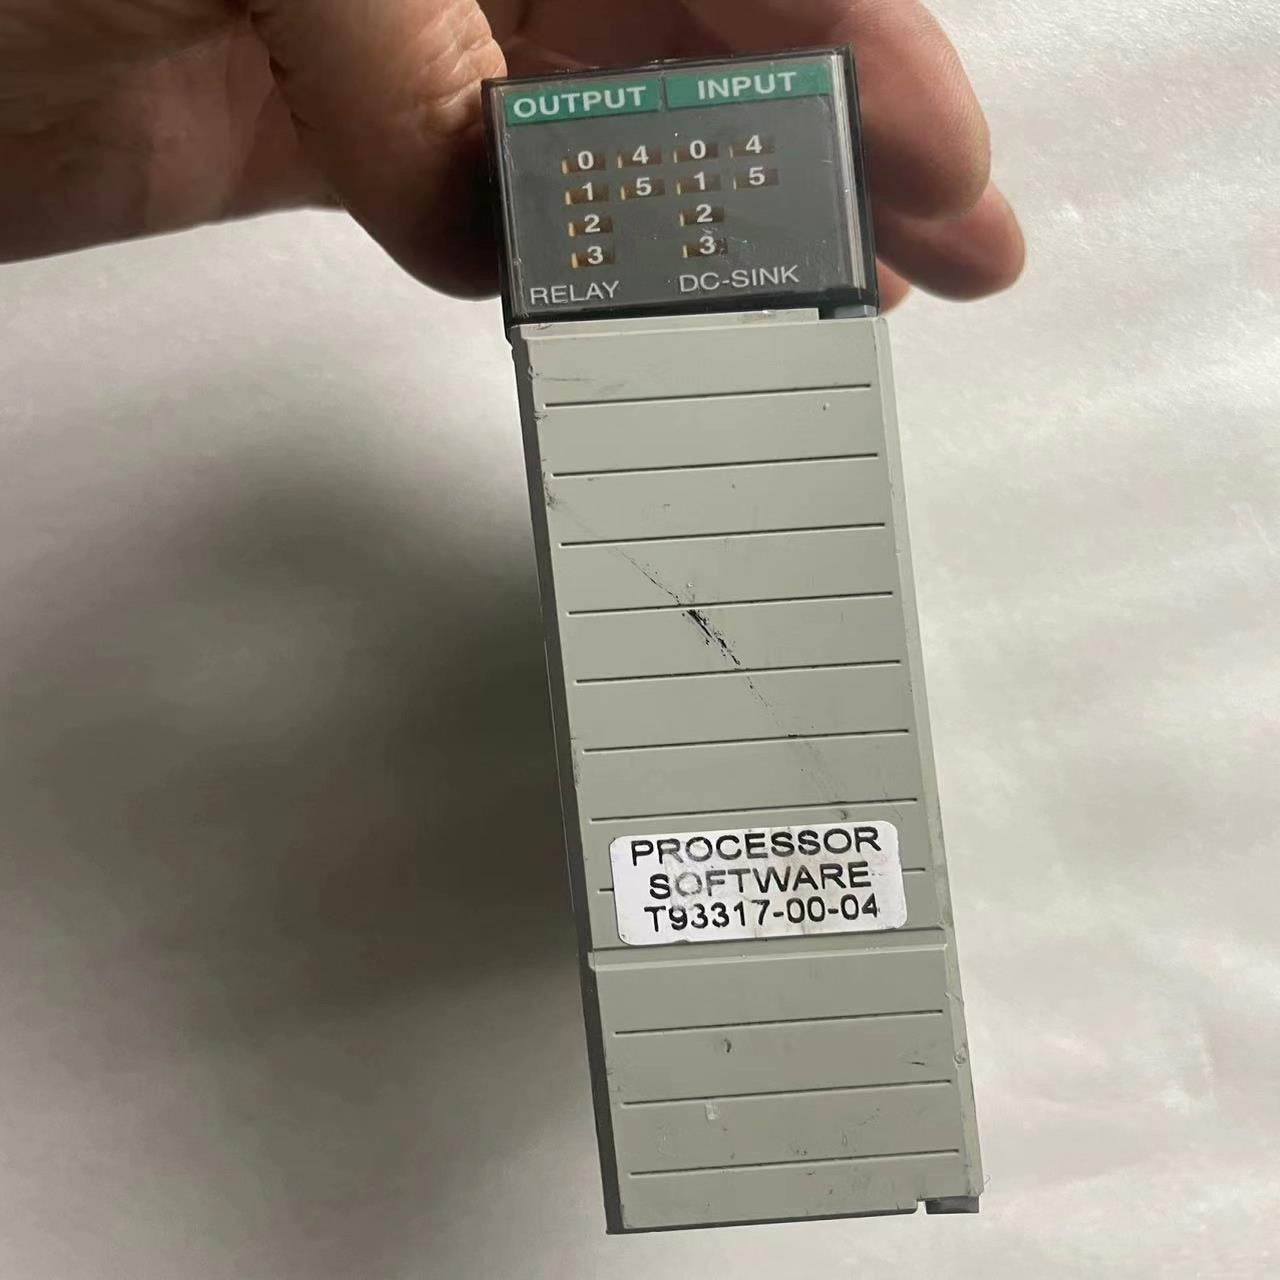 OUTPUT INPUT
0 4 0 4
1 5 1 5
2 2
3 3
RELAY DC-SINK
PROCESSOR
SOFTWARE
T93317-00-04